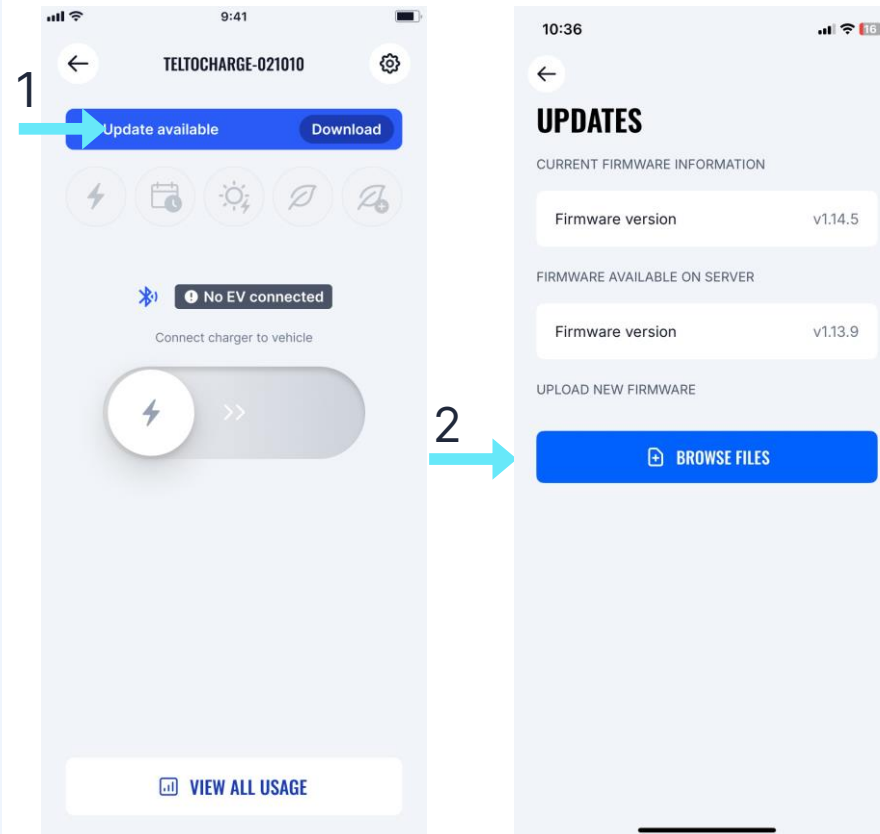 1
9:41
TELTOCHARGE-021010
Update available
Download
No EV connected
Connect charger to vehicle
VIEW ALL USAGE
2
10:36
16
UPDATES
CURRENT FIRMWARE INFORMATION
Firmware version v1.14.5
FIRMWARE AVAILABLE ON SERVER
Firmware version v1.13.9
UPLOAD NEW FIRMWARE
BROWSE FILES